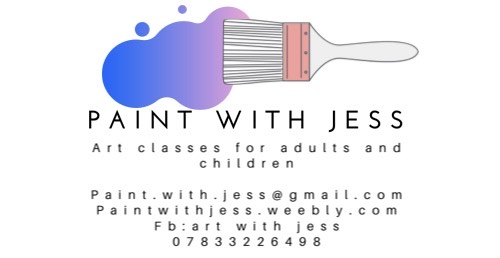 PAINT WITH JESS
Art classes for adults and
children
Paint.with.jess@gmail.com
Paintwithjess.weebly.com
Fb:art with jess
07833226498